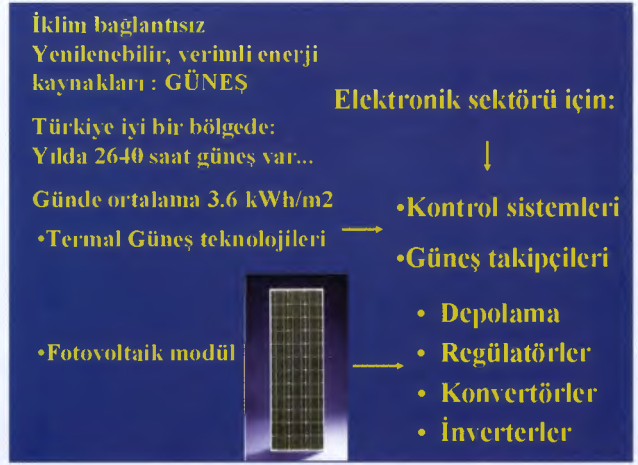 İklim bağlantısız
Yenilenebilir, verimli enerji
kaynakları : GÜNEŞ
Türkiye iyi bir bölgede:
Yılda 2640 saat güneş var...
Günde ortalama 3.6 kWh/m2
•Termal Güneş teknolojileri
•Fotovoltaik modül
Elektronik sektörü için:
•Kontrol sistemleri
•Güneş takipçileri
• Depolama
• Regülatörler
• Konvertörler
• İnverterler